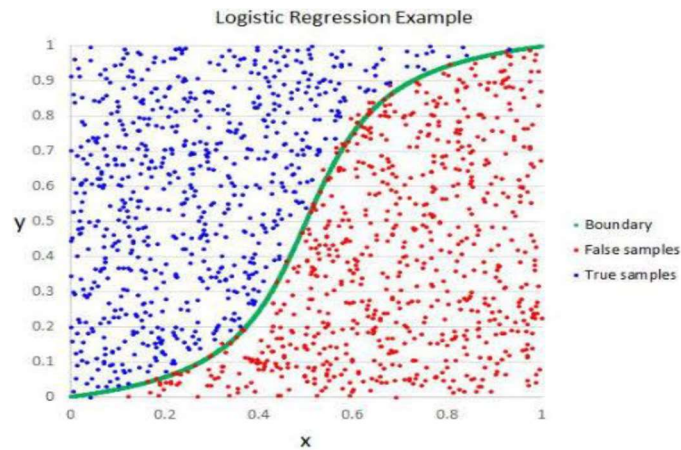 Logistic Regression Example
1
0.9
0.8
0.7
0.6
y
0.5
0.4
0.3
0.2
0.1
0
0
0.2
0.4
0.6
0.8
1
x
Boundary
False samples
True samples